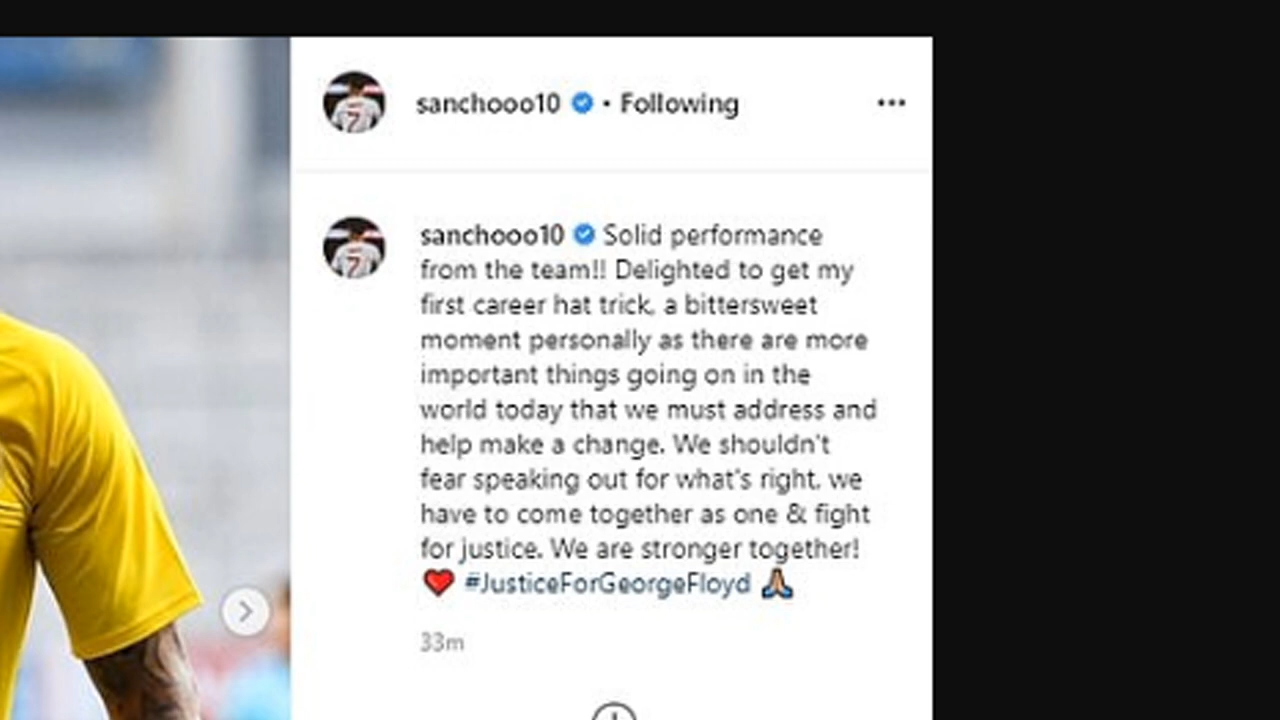 sanchooo10 • Following
sanchooo10 Solid performance
from the team!! Delighted to get my
first career hat trick, a bittersweet
moment personally as there are more
important things going on in the
world today that we must address and
help make a change. We shouldn't
fear speaking out for what's right, we
have to come together as one & fight
for justice. We are stronger together!
❤️ #JusticeForGeorgeFloyd 🙏🏽
33m